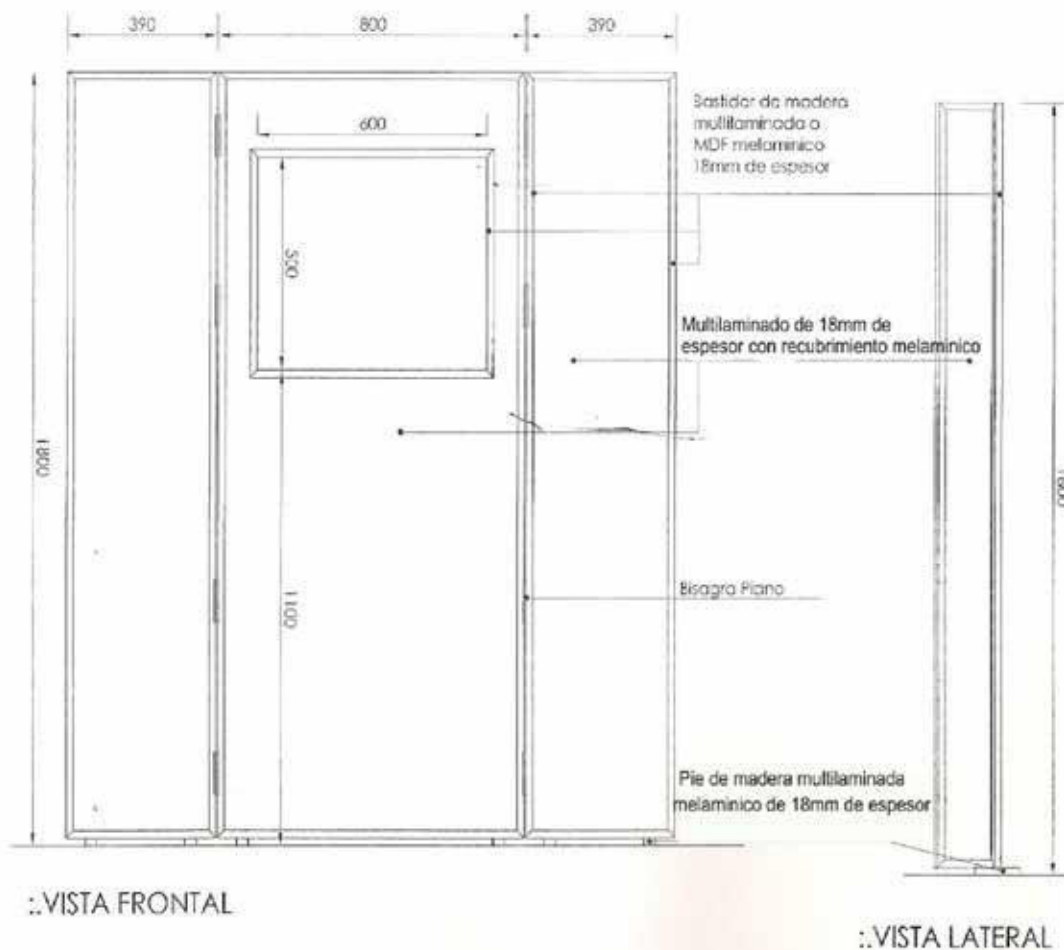 390
800
390
600
500
1800
1100
Bastidor de madera
multilaminada o
MDF melaminico
18mm de espesor
Multilaminado de 18mm de
espesor con recubrimiento melaminico
1800
Bisagra Piano
Pie de madera multilaminada
melaminico de 18mm de espesor
:.VISTA FRONTAL
:.VISTA LATERAL